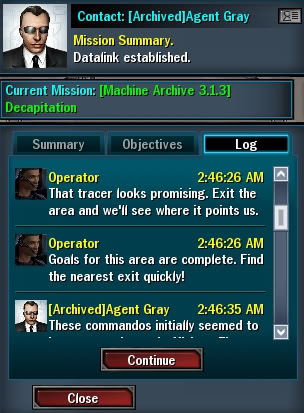 Contact: [Archived]Agent Gray
Mission Summary.
Datalink established.
Current Mission: [Machine Archive 3.1.3]
Decapitation
Summary
Objectives
Log
Operator 2:46:26 AM
That tracer looks promising. Exit the
area and we'll see where it points us.
Operator 2:46:26 AM
Goals for this area are complete. Find
the nearest exit quickly!
[Archived]Agent Gray 2:46:35 AM
These commandos initially seemed to
Continue
Close